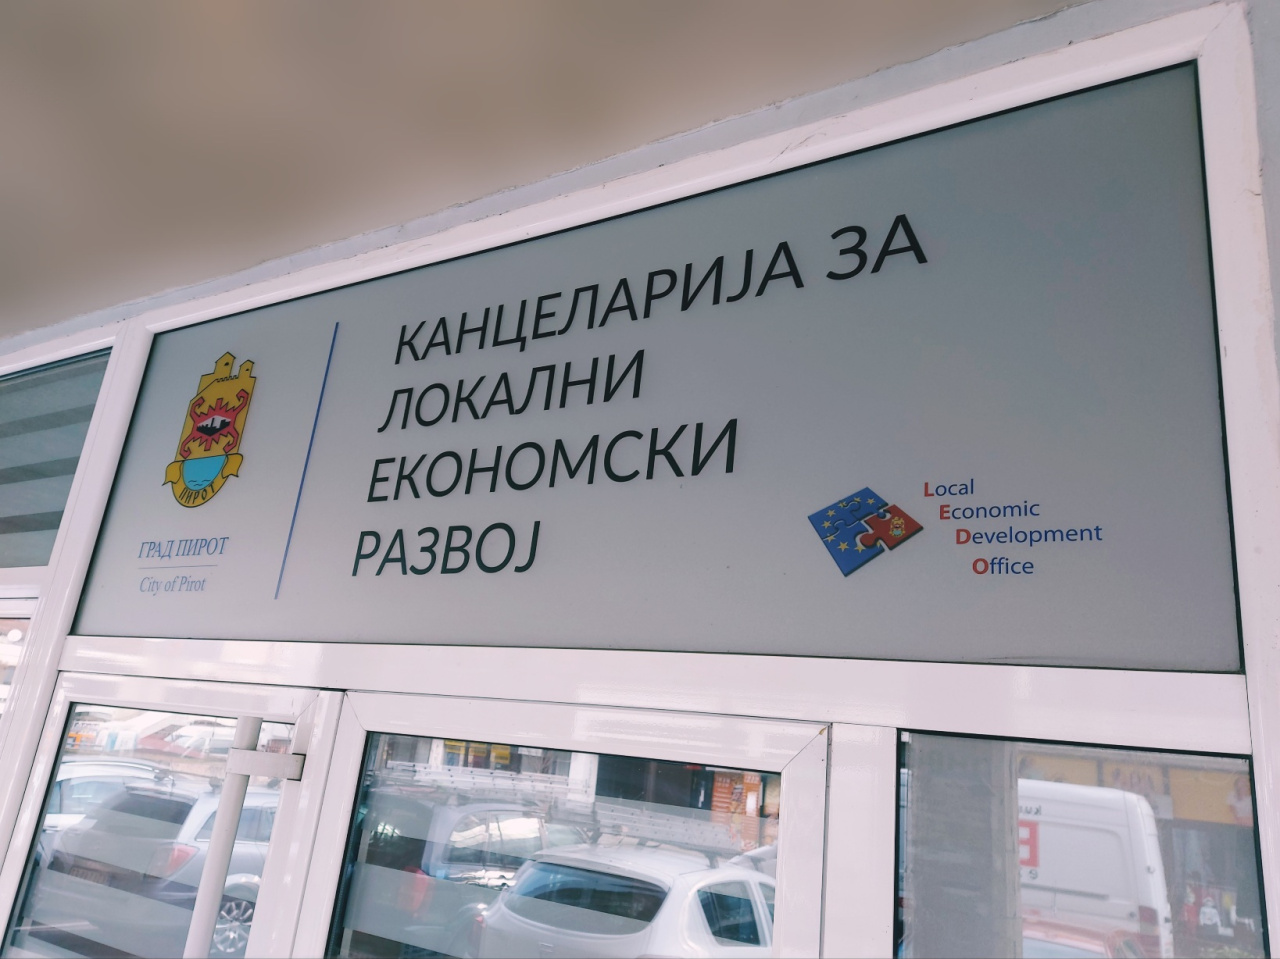 КАНЦЕЛАРИЈА ЗА
ЛОКАЛНИ
ЕКОНОМСКИ
РАЗВОЈ
ПИРОТ
ГРАД ПИРОТ
City of Pirot
Local
Economic
Development
Office